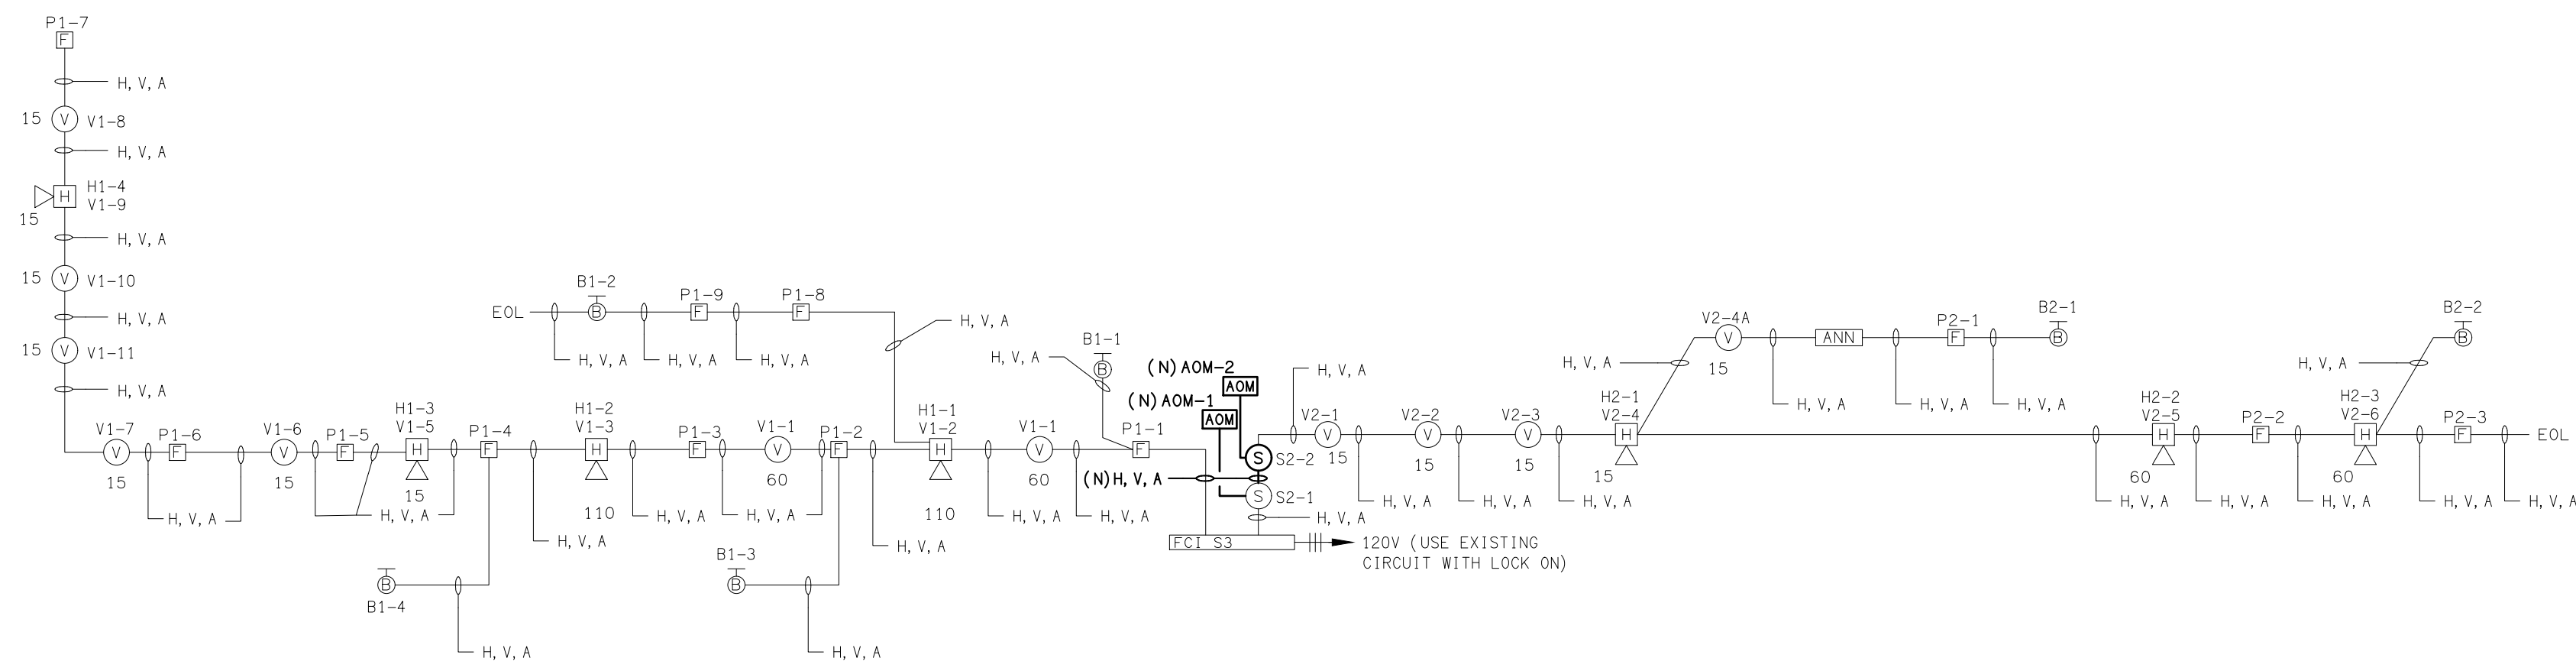 P1-7
F
H, V, A
15
V
V1-8
H, V, A
H
H1-4
V1-9
15
H, V, A
15
V
V1-10
H, V, A
15
V
V1-11
H, V, A
V1-7
V
15
P1-6
F
H, V, A
V1-6
V
15
P1-5
F
H1-3
V1-5
H
15
H, V, A
P1-4
F
H, V, A
B
B1-4
H, V, A
H1-2
V1-3
H
110
H, V, A
P1-3
F
V1-1
V
60
H, V, A
P1-2
F
B1-3
B
H, V, A
H, V, A
EOL
B1-2
B
P1-9
F
P1-8
F
H, V, A
H, V, A
H, V, A
H, V, A
H1-1
V1-2
H
110
H, V, A
V1-1
V
60
H, V, A
B1-1
B
H, V, A
P1-1
F
(N) AOM-2
AOM
(N) AOM-1
AOM
(N) H, V, A
S
S2-2
S
S2-1
H, V, A
FCI S3
120V (USE EXISTING
CIRCUIT WITH LOCK ON)
H, V, A
V2-1
V
15
H, V, A
V2-2
V
15
H, V, A
V2-3
V
15
H, V, A
H2-1
V2-4
H
15
H, V, A
V2-4A
V
15
H, V, A
ANN
H, V, A
P2-1
F
H, V, A
B2-1
B
H, V, A
H2-2
V2-5
H
60
H, V, A
P2-2
F
H, V, A
H2-3
V2-6
H
60
H, V, A
B2-2
B
H, V, A
P2-3
F
H, V, A
EOL